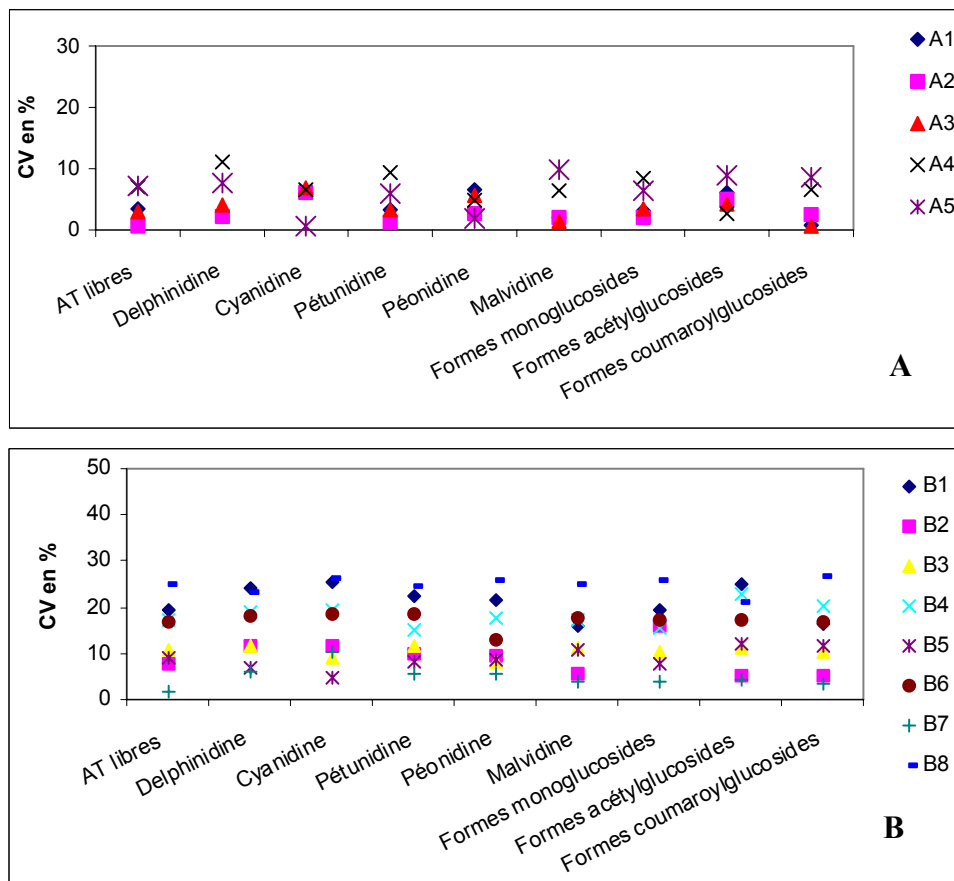 CV en %
30
20
10
0
AT libres
Delphinidine
Cyanidine
Pétunidine
Péonidine
Malvidine
Formes monoglucosides
Formes acétylglucosides
Formes coumaroylglucosides
A1
A2
A3
A4
A5
A
CV en %
50
40
30
20
10
0
AT libres
Delphinidine
Cyanidine
Pétunidine
Péonidine
Malvidine
Formes monoglucosides
Formes acétylglucosides
Formes coumaroylglucosides
B1
B2
B3
B4
B5
B6
B7
B8
B